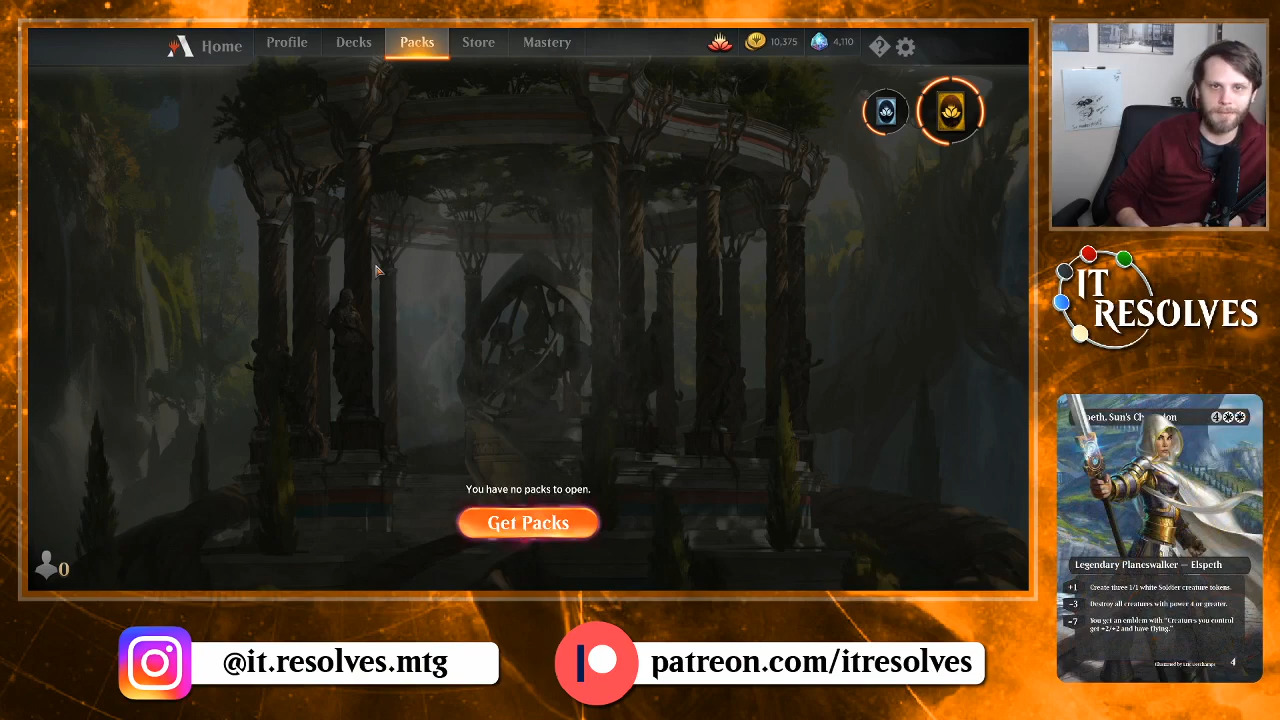 Home
Profile
Decks
Packs
Store
Mastery
10,375
4,110
You have no packs to open.
Get Packs
0
IT
RESOLVES
Legendary Planeswalker — Elspeth
+1 Create three 1/1 white Soldier creature tokens.
-3 Destroy all creatures with power 4 or greater.
-7 You get an emblem with "Creatures you control
get +2/+2 and have flying."
4
@it.resolves.mtg
patreon.com/itresolves